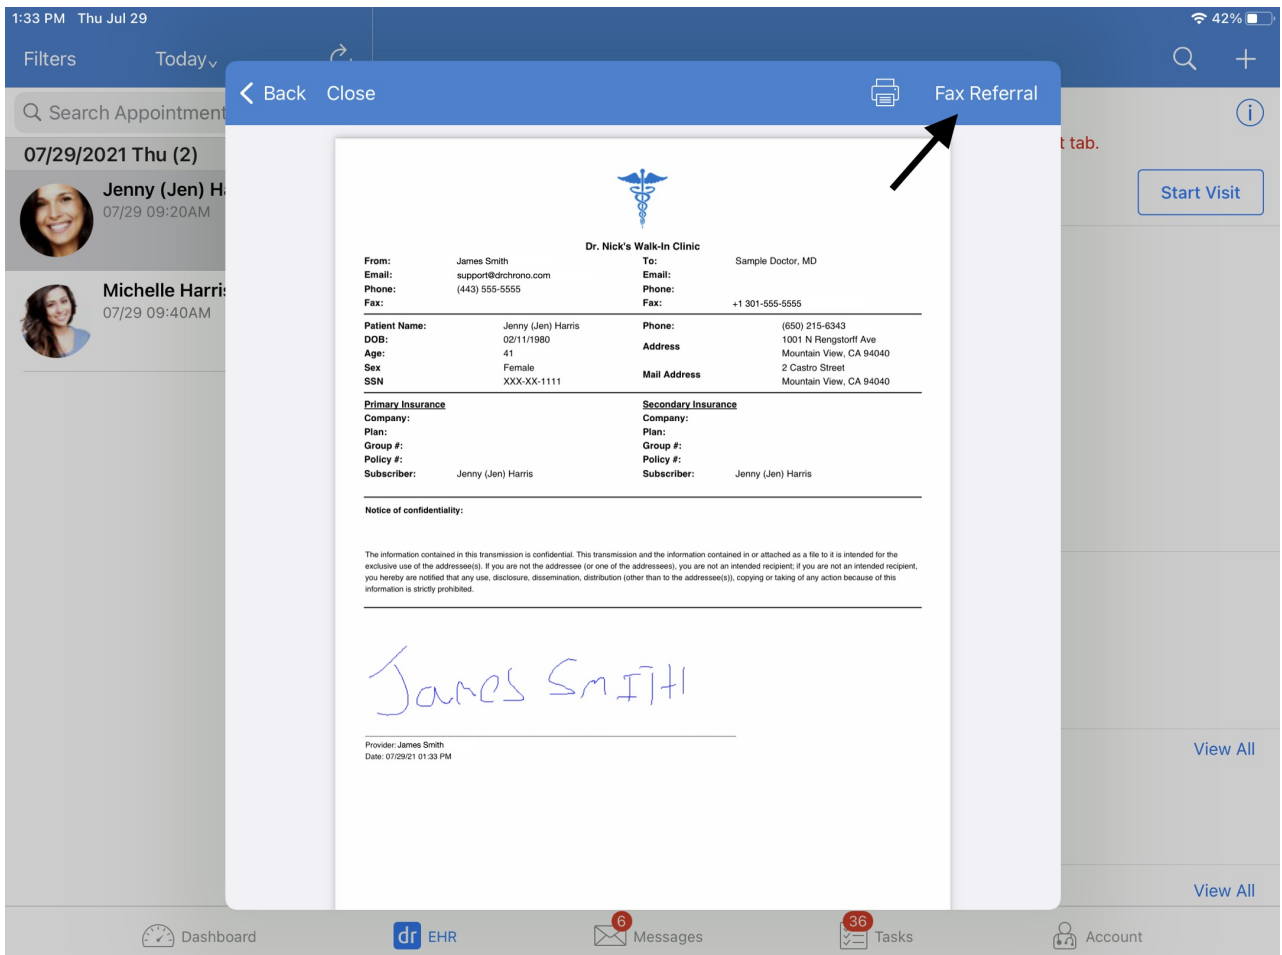 1:33 PM Thu Jul 29
42%
Filters
Today
Search Appointment
07/29/2021 Thu (2)
Jenny (Jen) H
07/29 09:20AM
Michelle Harri
07/29 09:40AM
Back Close
Fax Referral
t tab.
Start Visit
Dr. Nick's Walk-In Clinic
From: James Smith To: Sample Doctor, MD
Email: support@drchrono.com Email:
Phone: (443) 555-5555 Phone:
Fax: Fax: +1 301-555-5555
Patient Name: Jenny (Jen) Harris Phone: (650) 215-6343
DOB: 02/11/1980 Address 1001 N Rengstorff Ave
Age: 41 Mountain View, CA 94040
Sex Female Mail Address 2 Castro Street
SSN XXX-XX-1111 Mountain View, CA 94040
Primary Insurance Secondary Insurance
Company: Company:
Plan: Plan:
Group #: Group #:
Policy #: Policy #:
Subscriber: Jenny (Jen) Harris Subscriber: Jenny (Jen) Harris
Notice of confidentiality:
The information contained in this transmission is confidential. This transmission and the information contained in or attached as a file to it is intended for the
exclusive use of the addressee(s). If you are not the addressee (or one of the addressees), you are not an intended recipient; if you are not an intended recipient,
you hereby are notified that any use, disclosure, dissemination, distribution (other than to the addressee(s)), copying or taking of any action because of this
information is strictly prohibited.
James SmITH
Provider: James Smith
Date: 07/29/21 01:33 PM
View All
View All
Dashboard
dr EHR
6
Messages
36
Tasks
Account